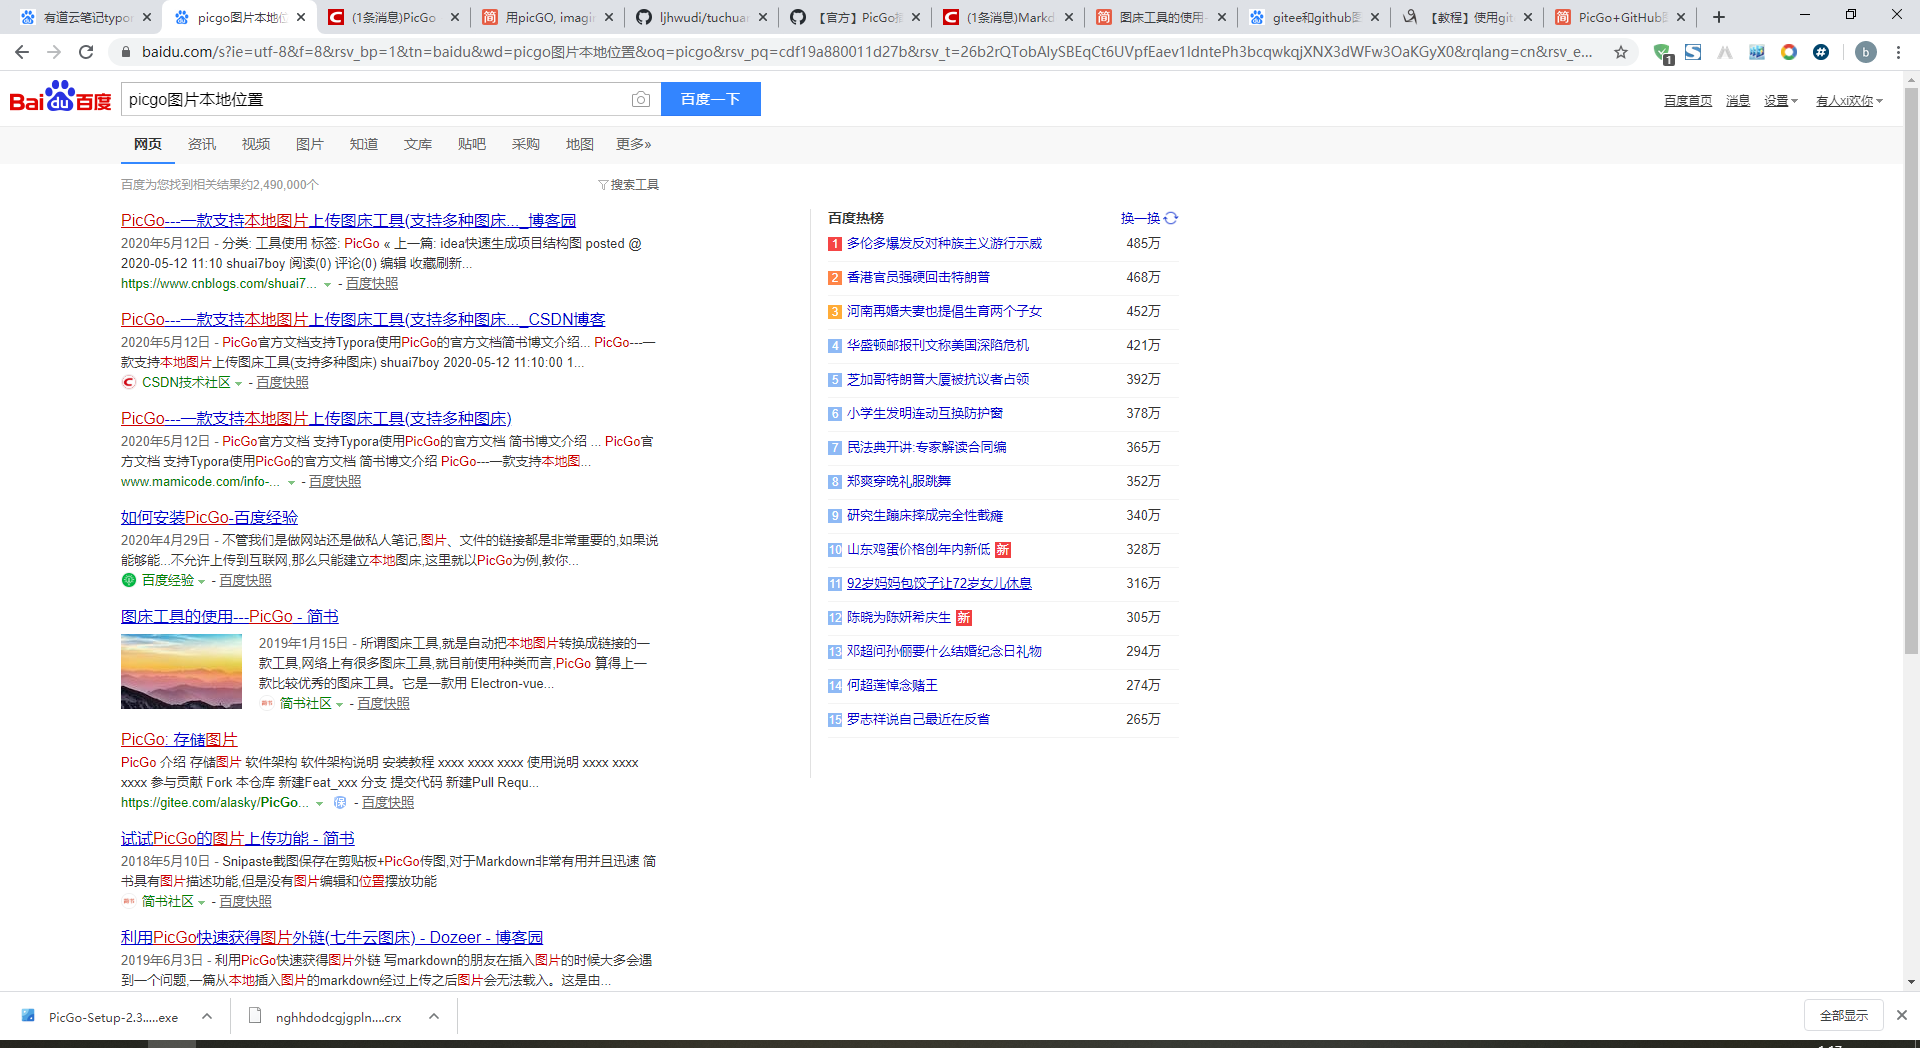 有道云笔记typor
picgo图片本地位
(1条消息)PicGo
用picGO, imagin
ljhwudi/tuchuan
【官方】PicGo插
(1条消息)Markd
图床工具的使用-
gitee和github图
【教程】使用git
PicGo+GitHub图
baidu.com/s?ie=utf-8&f=8&rsv_bp=1&tn=baidu&wd=picgo图片本地位置&oq=picgo&rsv_pq=cdf19a880011d27b&rsv_t=26b2rQTobAlySBEqCt6UVpfEaev1IdntePh3bcqwkqjXNX3dWFw3OaKGyX0&rqlang=cn&rsv_e...
1
b
Bai du 百度
picgo图片本地位置
百度一下
百度首页 消息 设置 有人xi欢你
网页 资讯 视频 图片 知道 文库 贴吧 采购 地图 更多»
百度为您找到相关结果约2,490,000个
搜索工具
PicGo---一款支持本地图片上传图床工具(支持多种图床..._博客园
2020年5月12日 - 分类: 工具使用 标签: PicGo « 上一篇: idea快速生成项目结构图 posted @
2020-05-12 11:10 shuai7boy 阅读(0) 评论(0) 编辑 收藏刷新...
https://www.cnblogs.com/shuai7... - 百度快照
PicGo---一款支持本地图片上传图床工具(支持多种图床..._CSDN博客
2020年5月12日 - PicGo官方文档支持Typora使用PicGo的官方文档简书博文介绍... PicGo---一
款支持本地图片上传图床工具(支持多种图床) shuai7boy 2020-05-12 11:10:00 1...
CSDN技术社区 - 百度快照
PicGo---一款支持本地图片上传图床工具(支持多种图床)
2020年5月12日 - PicGo官方文档 支持Typora使用PicGo的官方文档 简书博文介绍 ... PicGo官
方文档 支持Typora使用PicGo的官方文档 简书博文介绍 PicGo---一款支持本地图...
www.mamicode.com/info-... - 百度快照
如何安装PicGo-百度经验
2020年4月29日 - 不管我们是做网站还是做私人笔记,图片、文件的链接都是非常重要的,如果说
能够能...不允许上传到互联网,那么只能建立本地图床,这里就以PicGo为例,教你...
百度经验 - 百度快照
图床工具的使用---PicGo - 简书
2019年1月15日 - 所谓图床工具,就是自动把本地图片转换成链接的一
款工具,网络上有很多图床工具,就目前使用种类而言,PicGo 算得上一
款比较优秀的图床工具。它是一款用 Electron-vue...
简书社区 - 百度快照
PicGo: 存储图片
PicGo 介绍 存储图片 软件架构 软件架构说明 安装教程 xxxx xxxx xxxx 使用说明 xxxx xxxx
xxxx 参与贡献 Fork 本仓库 新建Feat_xxx 分支 提交代码 新建Pull Requ...
https://gitee.com/alasky/PicGo... 保 - 百度快照
试试PicGo的图片上传功能 - 简书
2018年5月10日 - Snipaste截图保存在剪贴板+PicGo传图,对于Markdown非常有用并且迅速 简
书具有图片描述功能,但是没有图片编辑和位置摆放功能
简书社区 - 百度快照
利用PicGo快速获得图片外链(七牛云图床) - Dozeer - 博客园
2019年6月3日 - 利用PicGo快速获得图片外链 写markdown的朋友在插入图片的时候大多会遇
到一个问题,一篇从本地插入图片的markdown经过上传之后图片会无法载入。这是由...
百度热榜 换一换
1 多伦多爆发反对种族主义游行示威 485万
2 香港官员强硬回击特朗普 468万
3 河南再婚夫妻也提倡生育两个子女 452万
4 华盛顿邮报刊文称美国深陷危机 421万
5 芝加哥特朗普大厦被抗议者占领 392万
6 小学生发明连动互换防护窗 378万
7 民法典开讲:专家解读合同编 365万
8 郑爽穿晚礼服跳舞 352万
9 研究生蹦床摔成完全性截瘫 340万
10 山东鸡蛋价格创年内新低 新 328万
11 92岁妈妈包饺子让72岁女儿休息 316万
12 陈晓为陈妍希庆生 新 305万
13 邓超问孙俪要什么结婚纪念日礼物 294万
14 何超莲悼念赌王 274万
15 罗志祥说自己最近在反省 265万
PicGo-Setup-2.3.....exe
nghhdodcgjgpln....crx
全部显示